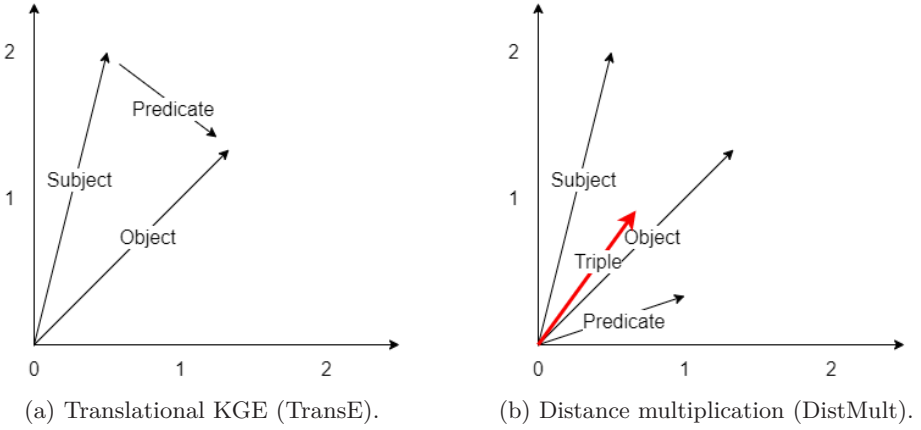 2
Predicate
Subject
1
Object
0
1
2
(a) Translational KGE (TransE).
2
Subject
1
Object
Triple
Predicate
0
1
2
(b) Distance multiplication (DistMult).